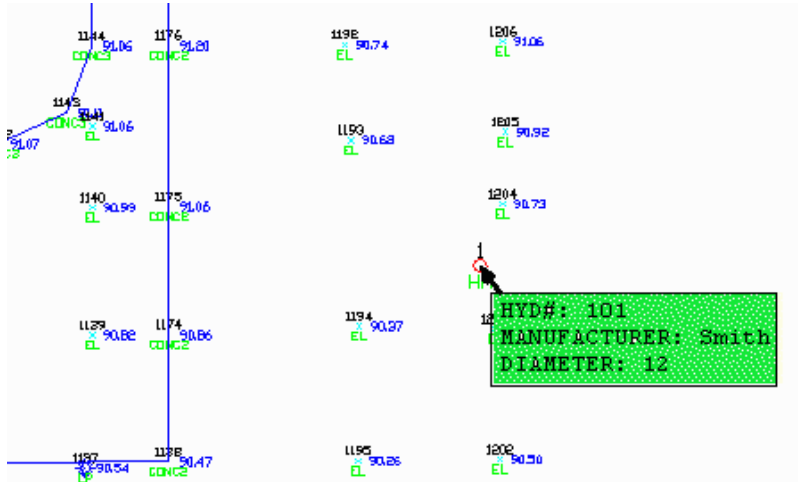 1144
91.06
CONC3
1176
91.20
CONC2
1192
90.74
EL
1206
91.06
EL
1143
CONC3
1141
91.06
EL
91.07
1193
90.68
EL
1205
90.92
EL
1140
90.99
EL
1175
91.06
CONC2
1204
90.73
EL
1
1139
90.82
EL
1174
90.86
CONC2
1194
90.37
EL
HYD#: 101
MANUFACTURER: Smith
DIAMETER: 12
1137
90.54
1138
90.47
CONC2
1195
90.26
EL
1202
90.50
EL